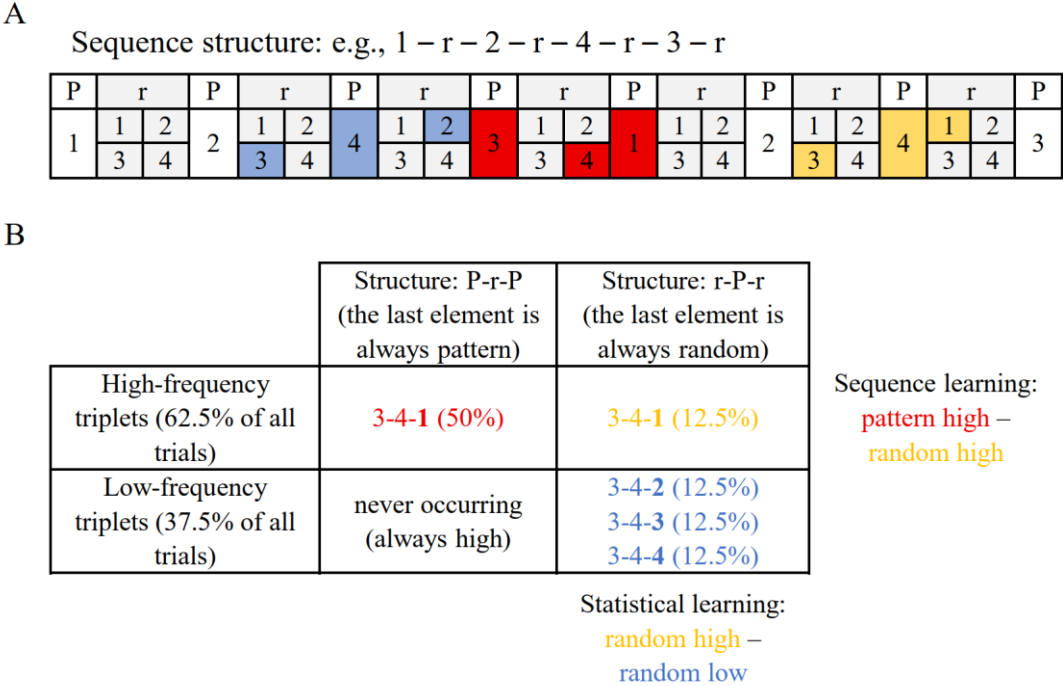 A
Sequence structure: e.g., 1 – r – 2 – r – 4 – r – 3 – r
P r P r P r P r P r P r P r P
1 1 2 2 1 2 4 1 2 3 1 2 1 1 2 2 1 2 4 1 2 3
3 4 3 4 3 4 3 4 3 4 3 4 3 4
B
Structure: P-r-P
(the last element is
always pattern)
Structure: r-P-r
(the last element is
always random)
High-frequency
triplets (62.5% of all
trials)
3-4-1 (50%)
3-4-1 (12.5%)
Sequence learning:
pattern high –
random high
Low-frequency
triplets (37.5% of all
trials)
never occurring
(always high)
3-4-2 (12.5%)
3-4-3 (12.5%)
3-4-4 (12.5%)
Statistical learning:
random high –
random low